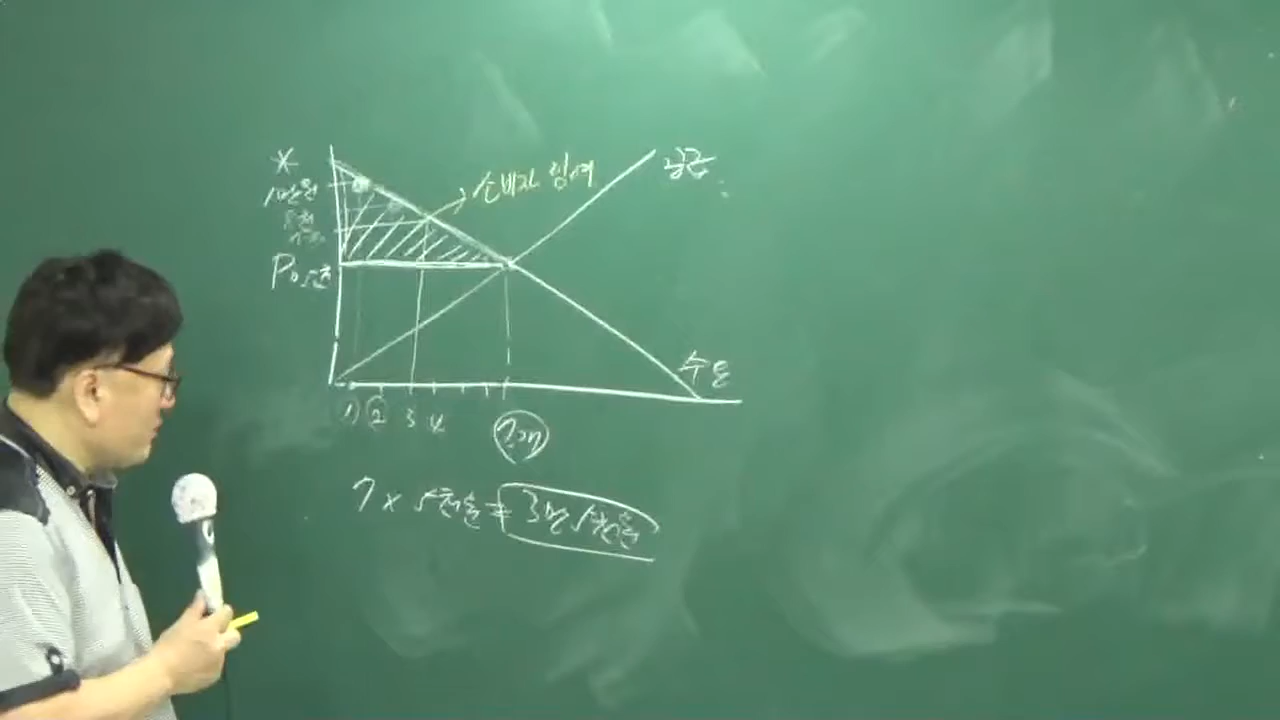 소비자 잉여
공급
10만원
P₀ 5천
수요
1 2 3 4 7개
7 × 5천원 = 3만 5천원